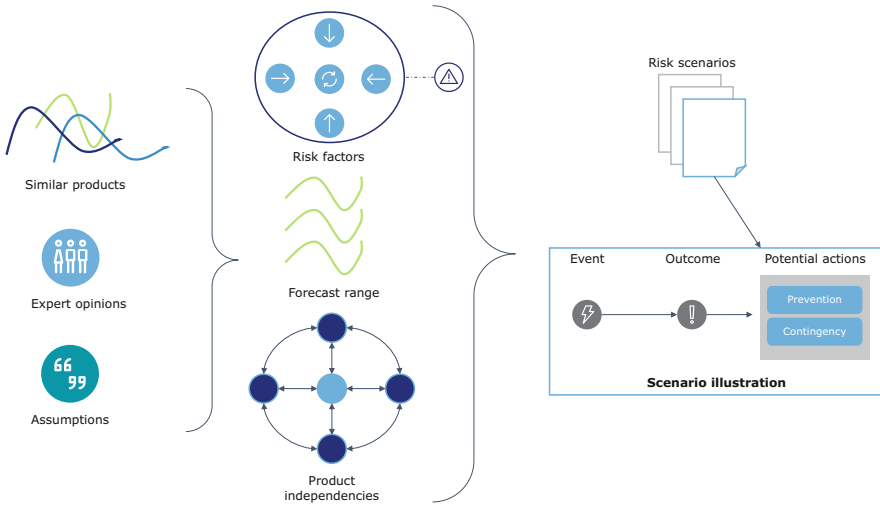 Similar products
Expert opinions
Assumptions
Risk factors
Forecast range
Product
independencies
Risk scenarios
Event
Outcome
Potential actions
Prevention
Contingency
Scenario illustration